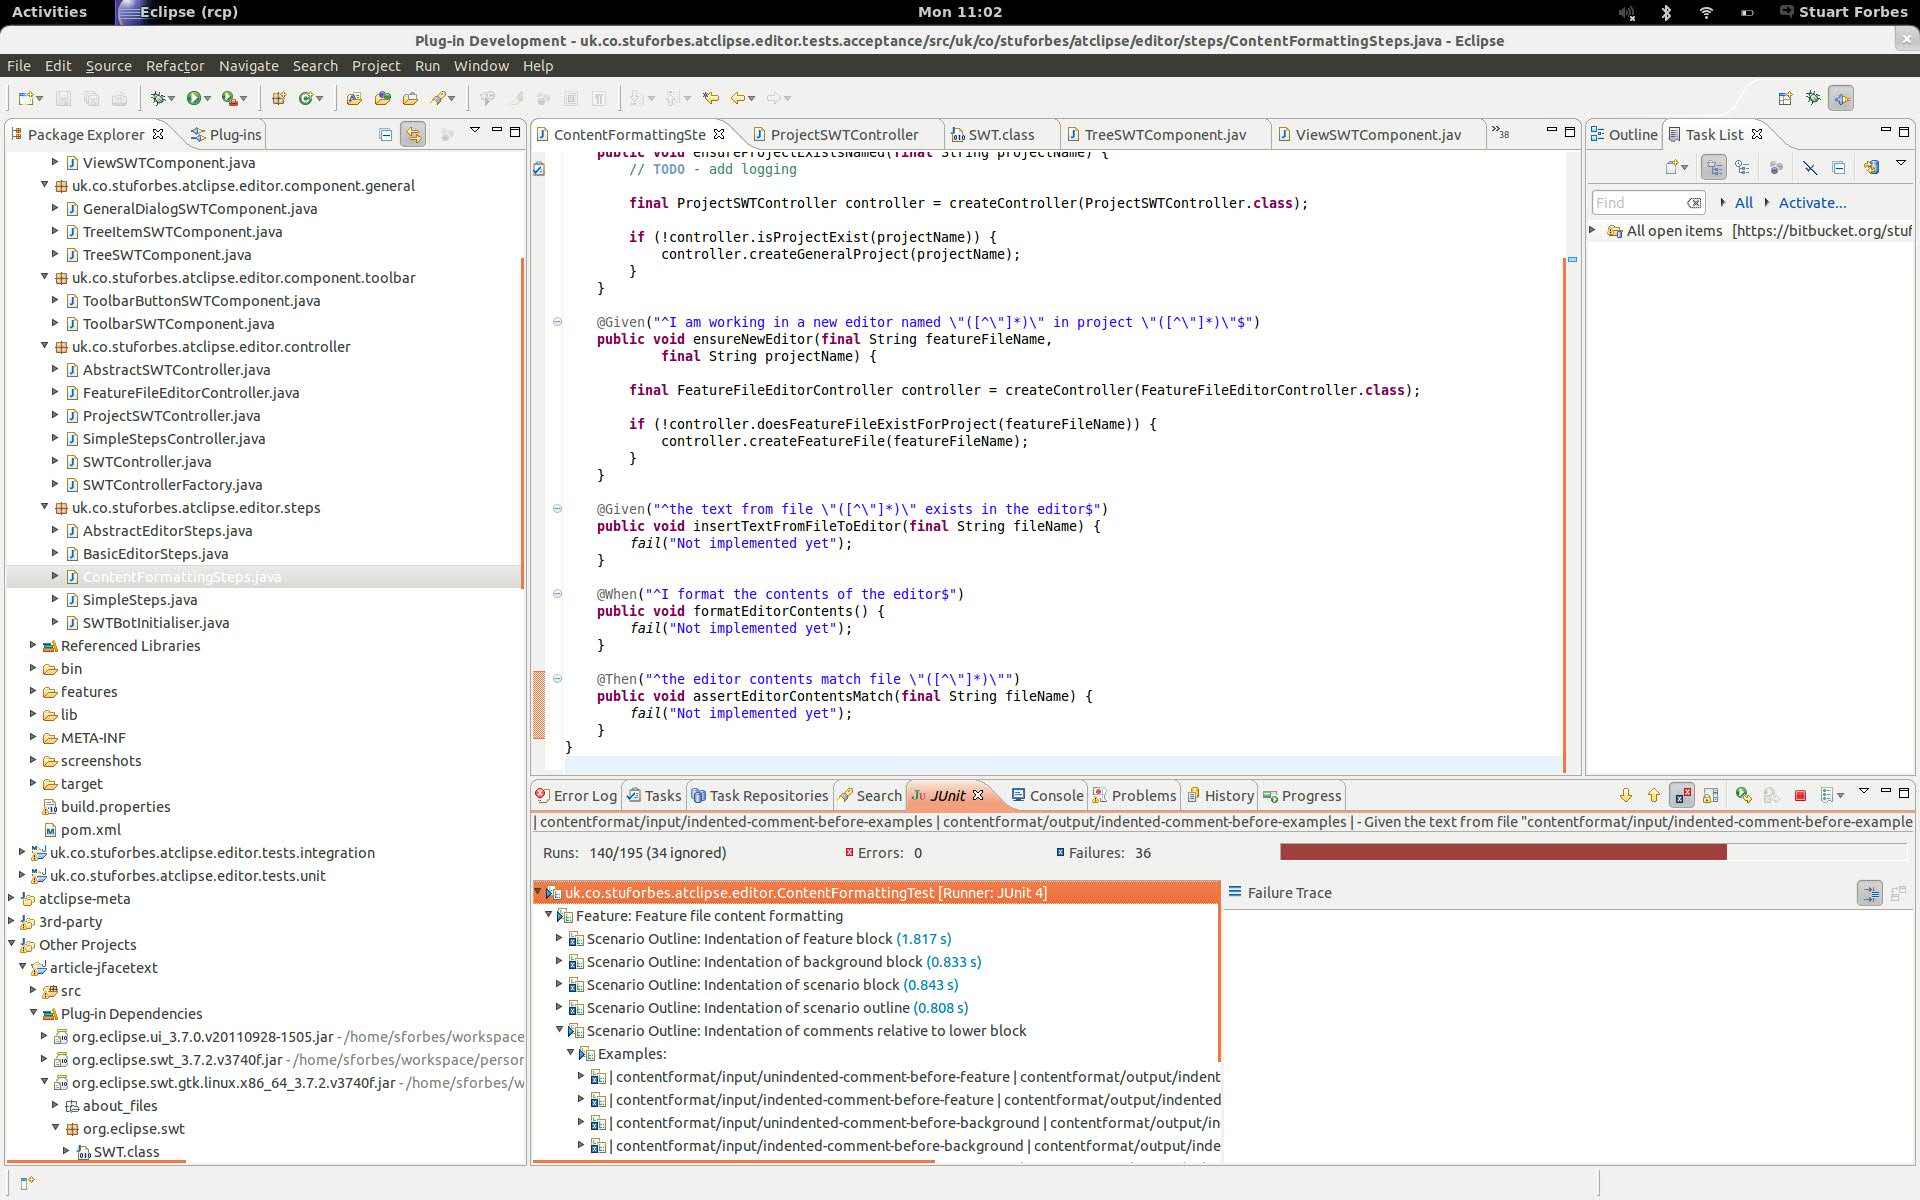 Activities
Eclipse (rcp)
Mon 11:02
Stuart Forbes
Plug-in Development - uk.co.stuforbes.atclipse.editor.tests.acceptance/src/uk/co/stuforbes/atclipse/editor/steps/ContentFormattingSteps.java - Eclipse
File Edit Source Refactor Navigate Search Project Run Window Help
Package Explorer
Plug-ins
ViewSWTComponent.java
uk.co.stuforbes.atclipse.editor.component.general
GeneralDialogSWTComponent.java
TreeItemSWTComponent.java
TreeSWTComponent.java
uk.co.stuforbes.atclipse.editor.component.toolbar
ToolbarButtonSWTComponent.java
ToolbarSWTComponent.java
uk.co.stuforbes.atclipse.editor.controller
AbstractSWTController.java
FeatureFileEditorController.java
ProjectSWTController.java
SimpleStepsController.java
SWTController.java
SWTControllerFactory.java
uk.co.stuforbes.atclipse.editor.steps
AbstractEditorSteps.java
BasicEditorSteps.java
ContentFormattingSteps.java
SimpleSteps.java
SWTBotInitialiser.java
Referenced Libraries
bin
features
lib
META-INF
screenshots
target
build.properties
pom.xml
uk.co.stuforbes.atclipse.editor.tests.integration
uk.co.stuforbes.atclipse.editor.tests.unit
atclipse-meta
3rd-party
Other Projects
article-jfacetext
src
Plug-in Dependencies
org.eclipse.ui_3.7.0.v20110928-1505.jar - /home/sforbes/workspace
org.eclipse.swt_3.7.2.v3740f.jar - /home/sforbes/workspace/person
org.eclipse.swt.gtk.linux.x86_64_3.7.2.v3740f.jar - /home/sforbes/w
about_files
org.eclipse.swt
SWT.class
ContentFormattingSte
ProjectSWTController
SWT.class
TreeSWTComponent.jav
ViewSWTComponent.jav
»38
public void ensureProjectExistsNamed(final String projectName) {
// TODO - add logging
final ProjectSWTController controller = createController(ProjectSWTController.class);
if (!controller.isProjectExist(projectName)) {
controller.createGeneralProject(projectName);
}
}
@Given("^I am working in a new editor named \"([^\"]*)\" in project \"([^\"]*)\"$")
public void ensureNewEditor(final String featureFileName,
final String projectName) {
final FeatureFileEditorController controller = createController(FeatureFileEditorController.class);
if (!controller.doesFeatureFileExistForProject(featureFileName)) {
controller.createFeatureFile(featureFileName);
}
}
@Given("^the text from file \"([^\"]*)\" exists in the editor$")
public void insertTextFromFileToEditor(final String fileName) {
fail("Not implemented yet");
}
@When("^I format the contents of the editor$")
public void formatEditorContents() {
fail("Not implemented yet");
}
@Then("^the editor contents match file \"([^\"]*)\"")
public void assertEditorContentsMatch(final String fileName) {
fail("Not implemented yet");
}
}
Outline
Task List
Find
All
Activate...
All open items [https://bitbucket.org/stuf
Error Log
Tasks
Task Repositories
Search
JUnit
Console
Problems
History
Progress
| contentformat/input/indented-comment-before-examples | contentformat/output/indented-comment-before-examples | - Given the text from file "contentformat/input/indented-comment-before-example
Runs: 140/195 (34 ignored)
Errors: 0
Failures: 36
uk.co.stuforbes.atclipse.editor.ContentFormattingTest [Runner: JUnit 4]
Feature: Feature file content formatting
Scenario Outline: Indentation of feature block (1.817 s)
Scenario Outline: Indentation of background block (0.833 s)
Scenario Outline: Indentation of scenario block (0.843 s)
Scenario Outline: Indentation of scenario outline (0.808 s)
Scenario Outline: Indentation of comments relative to lower block
Examples:
| contentformat/input/unindented-comment-before-feature | contentformat/output/indent
| contentformat/input/indented-comment-before-feature | contentformat/output/indented
| contentformat/input/unindented-comment-before-background | contentformat/output/in
| contentformat/input/indented-comment-before-background | contentformat/output/inde
Failure Trace